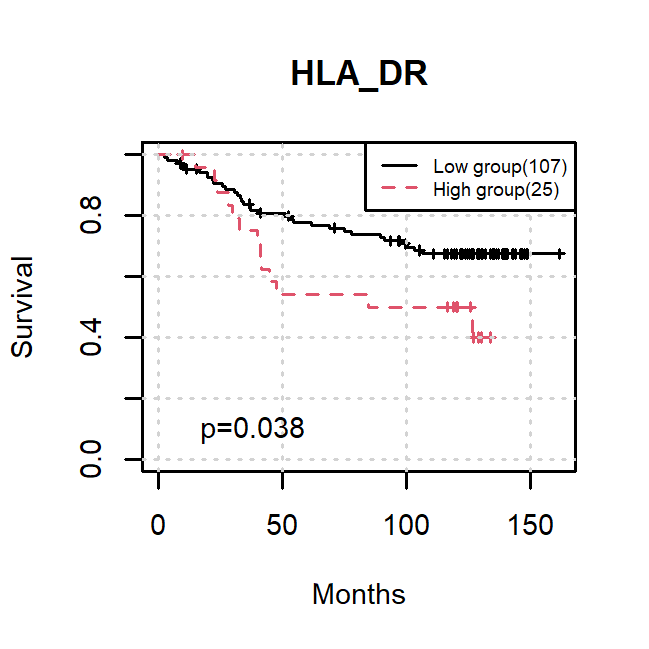 HLA_DR
Low group(107)
High group(25)
Survival
0.8
0.4
0.0
p=0.038
0 50 100 150
Months